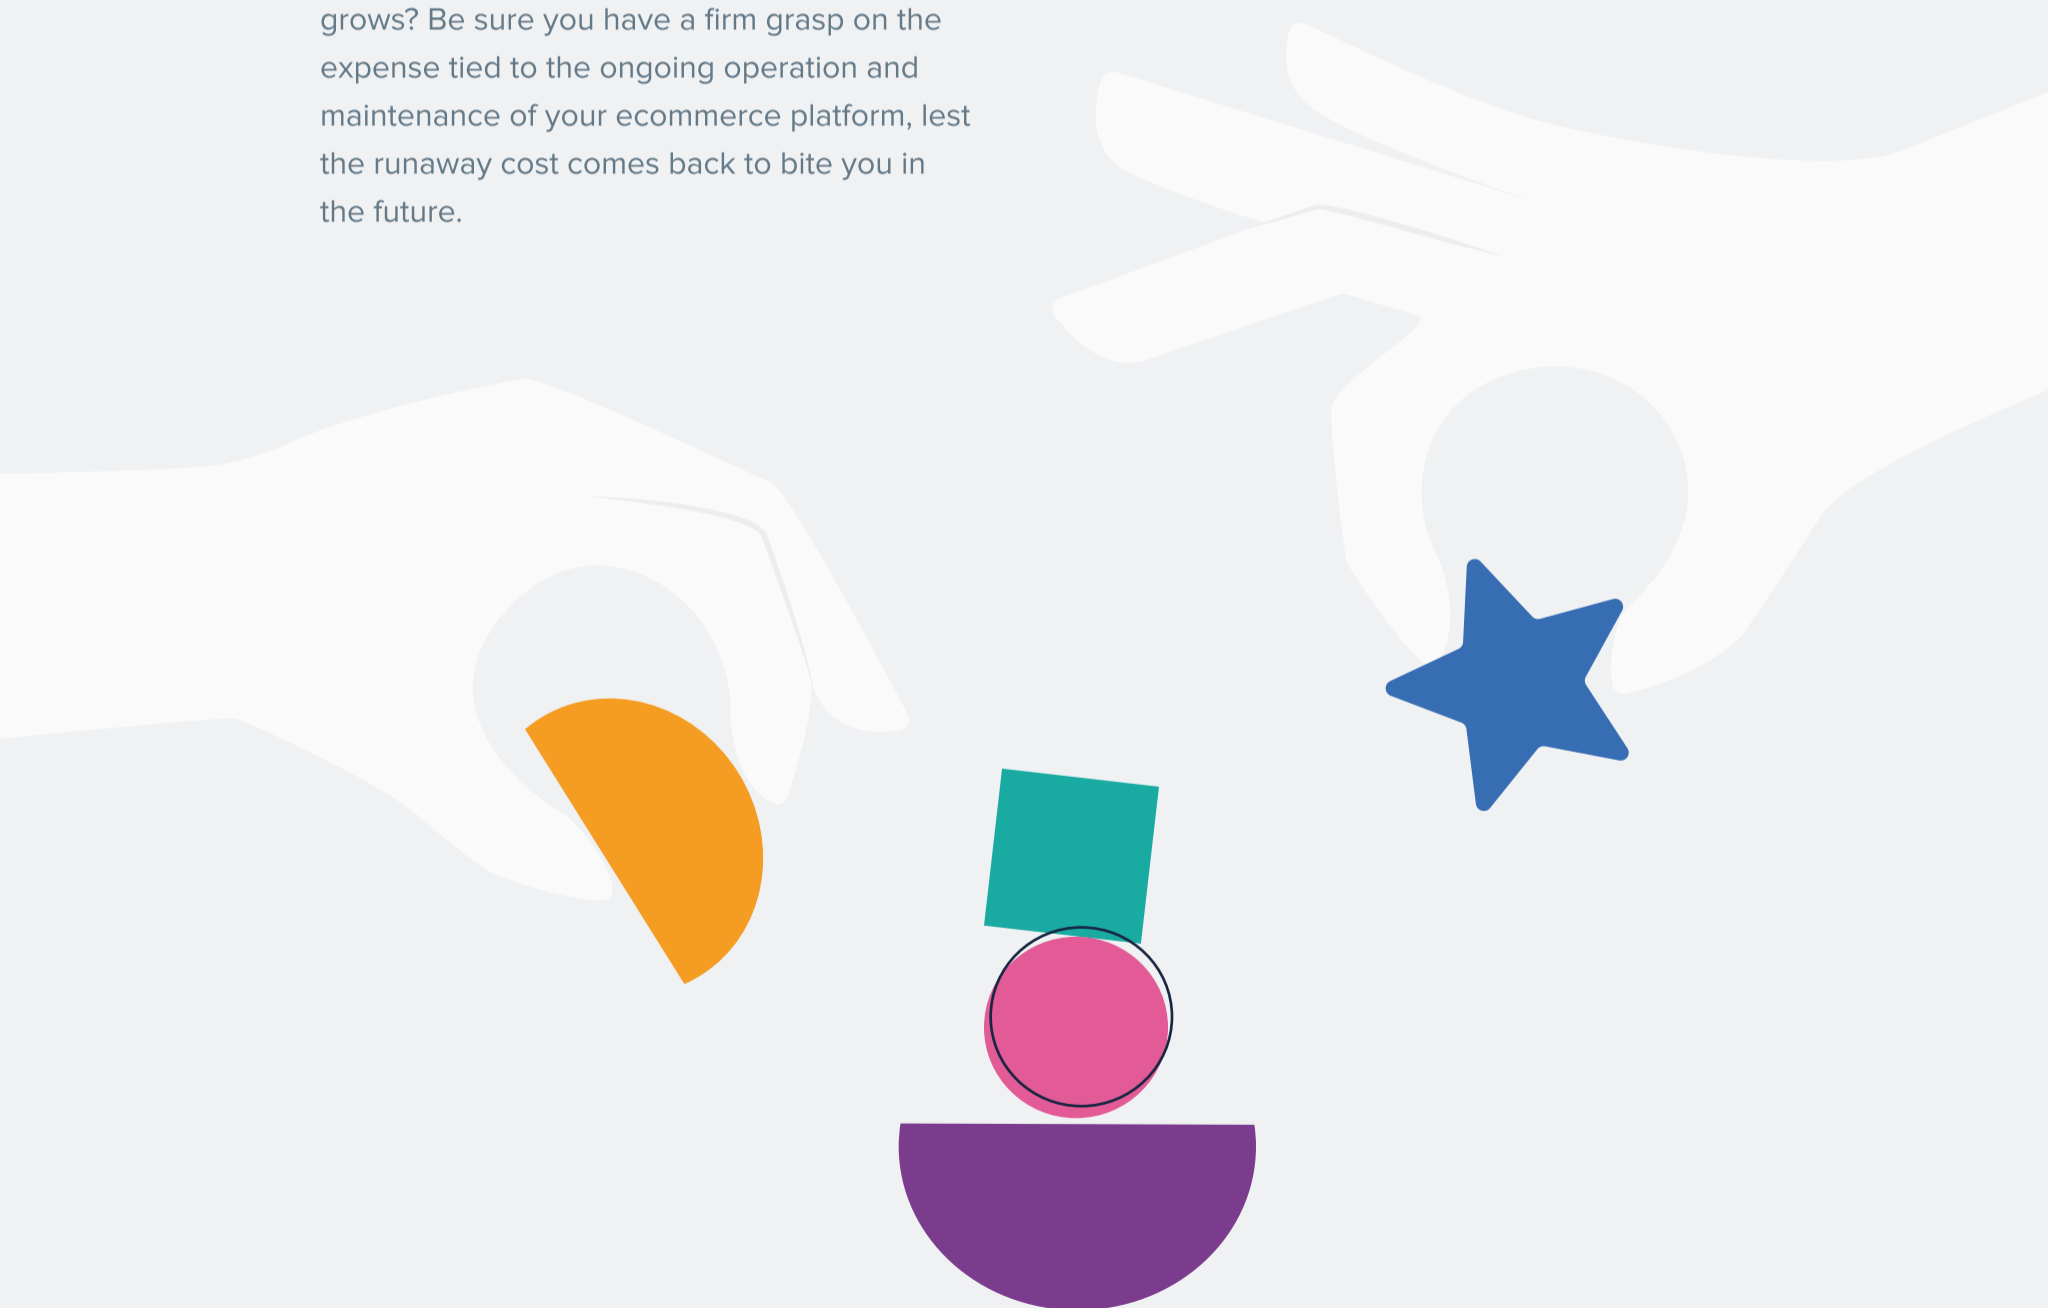 grows? Be sure you have a firm grasp on the
expense tied to the ongoing operation and
maintenance of your ecommerce platform, lest
the runaway cost comes back to bite you in
the future.